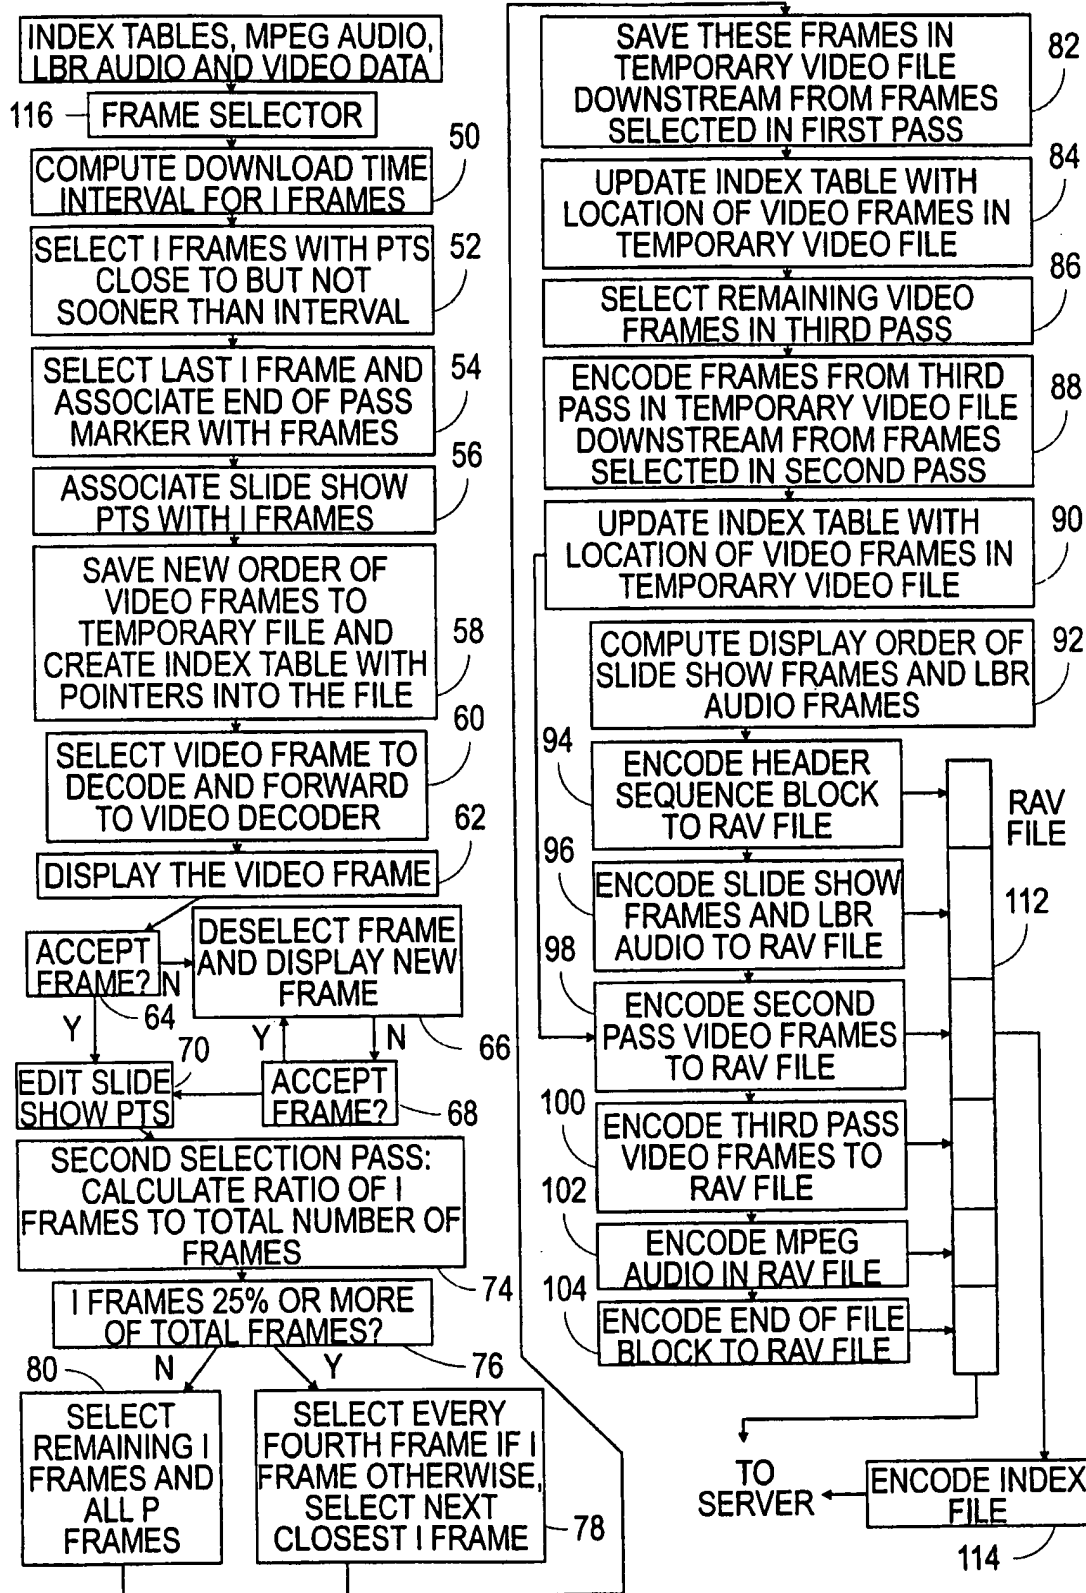 INDEX TABLES, MPEG AUDIO,
LBR AUDIO AND VIDEO DATA
116
FRAME SELECTOR
50
COMPUTE DOWNLOAD TIME
INTERVAL FOR I FRAMES
52
SELECT I FRAMES WITH PTS
CLOSE TO BUT NOT
SOONER THAN INTERVAL
54
SELECT LAST I FRAME AND
ASSOCIATE END OF PASS
MARKER WITH FRAMES
56
ASSOCIATE SLIDE SHOW
PTS WITH I FRAMES
SAVE NEW ORDER OF
VIDEO FRAMES TO
TEMPORARY FILE AND
CREATE INDEX TABLE WITH
POINTERS INTO THE FILE
58
60
SELECT VIDEO FRAME TO
DECODE AND FORWARD
TO VIDEO DECODER
62
DISPLAY THE VIDEO FRAME
ACCEPT
FRAME?
N
64
Y
DESELECT FRAME
AND DISPLAY NEW
FRAME
66
Y
N
70
EDIT SLIDE
SHOW PTS
ACCEPT
FRAME?
68
SECOND SELECTION PASS:
CALCULATE RATIO OF I
FRAMES TO TOTAL NUMBER OF
FRAMES
74
I FRAMES 25% OR MORE
OF TOTAL FRAMES?
76
N
Y
80
SELECT
REMAINING I
FRAMES AND
ALL P
FRAMES
SELECT EVERY
FOURTH FRAME IF I
FRAME OTHERWISE,
SELECT NEXT
CLOSEST I FRAME
78
SAVE THESE FRAMES IN
TEMPORARY VIDEO FILE
DOWNSTREAM FROM FRAMES
SELECTED IN FIRST PASS
82
UPDATE INDEX TABLE WITH
LOCATION OF VIDEO FRAMES IN
TEMPORARY VIDEO FILE
84
SELECT REMAINING VIDEO
FRAMES IN THIRD PASS
86
ENCODE FRAMES FROM THIRD
PASS IN TEMPORARY VIDEO FILE
DOWNSTREAM FROM FRAMES
SELECTED IN SECOND PASS
88
UPDATE INDEX TABLE WITH
LOCATION OF VIDEO FRAMES IN
TEMPORARY VIDEO FILE
90
COMPUTE DISPLAY ORDER OF
SLIDE SHOW FRAMES AND LBR
AUDIO FRAMES
92
94
ENCODE HEADER
SEQUENCE BLOCK
TO RAV FILE
RAV
FILE
96
ENCODE SLIDE SHOW
FRAMES AND LBR
AUDIO TO RAV FILE
112
98
ENCODE SECOND
PASS VIDEO FRAMES
TO RAV FILE
100
ENCODE THIRD PASS
VIDEO FRAMES TO
RAV FILE
102
ENCODE MPEG
AUDIO IN RAV FILE
104
ENCODE END OF FILE
BLOCK TO RAV FILE
TO
SERVER
ENCODE INDEX
FILE
114